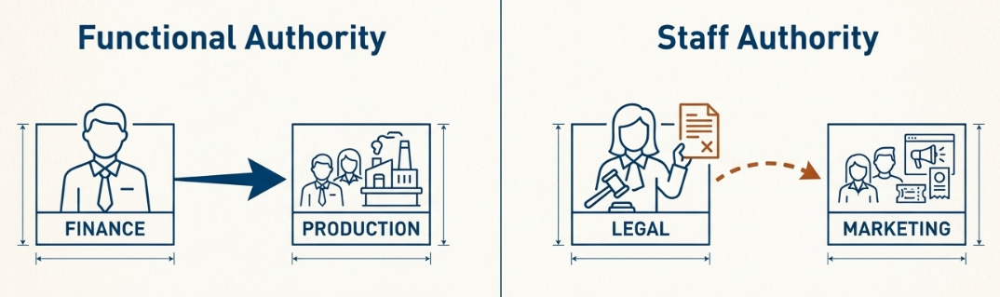 Functional Authority
FINANCE
PRODUCTION
Staff Authority
LEGAL
MARKETING